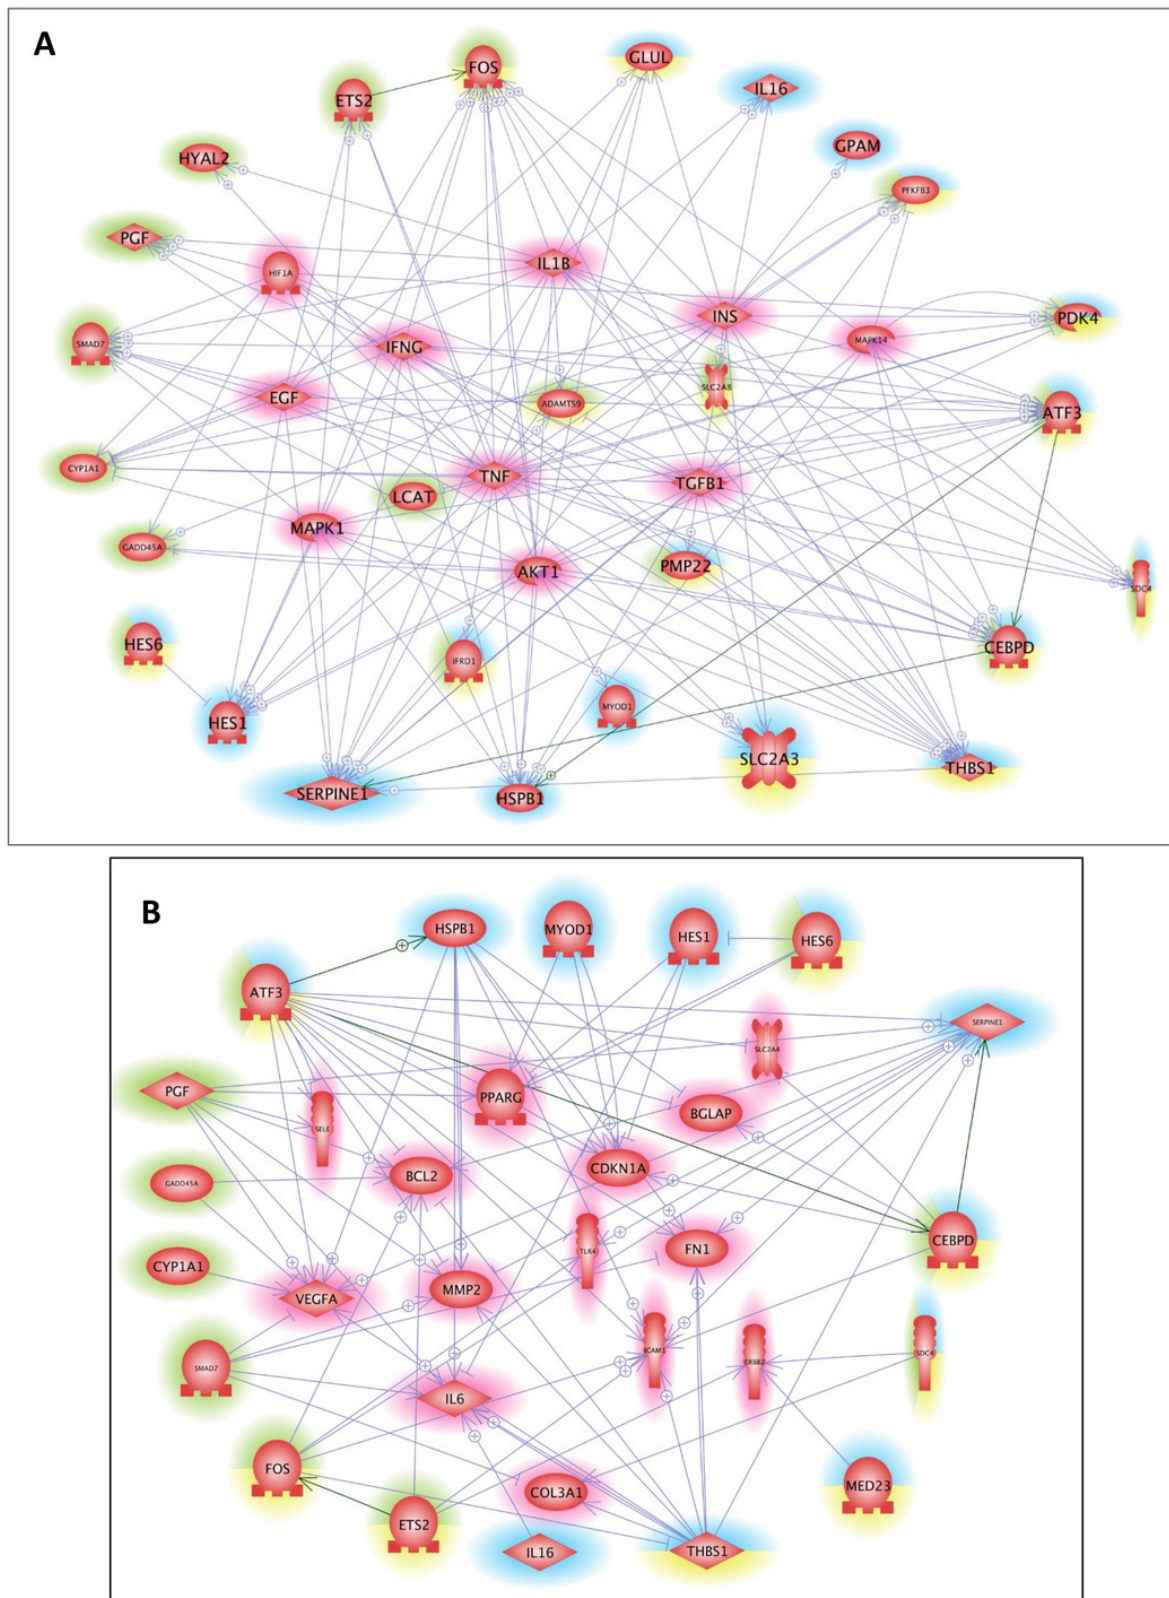 A
FOS
GLUL
ETS2
IL16
HYAL2
GPAM
PFKFB3
PGF
HIF1A
IL1B
INS
PDK4
SMAD7
IFNG
MAPK14
EGF
ADAMTS9
SLC2A8
ATF3
CYP1A1
LCAT
TNF
TGFB1
GADD45A
MAPK1
AKT1
PMP22
SDC4
HES6
IFRD1
CEBPD
HES1
MYOD1
SERPINE1
HSPB1
SLC2A3
THBS1
B
HSPB1
MYOD1
HES1
HES6
ATF3
SERPINE1
SLC2A4
PGF
PPARG
BGLAP
SELE
GADD45A
BCL2
CDKN1A
CYP1A1
VEGFA
MMP2
TLR4
FN1
CEBPD
SMAD7
IL6
ICAM1
ERBB2
SDC4
FOS
ETS2
COL3A1
IL16
THBS1
MED23